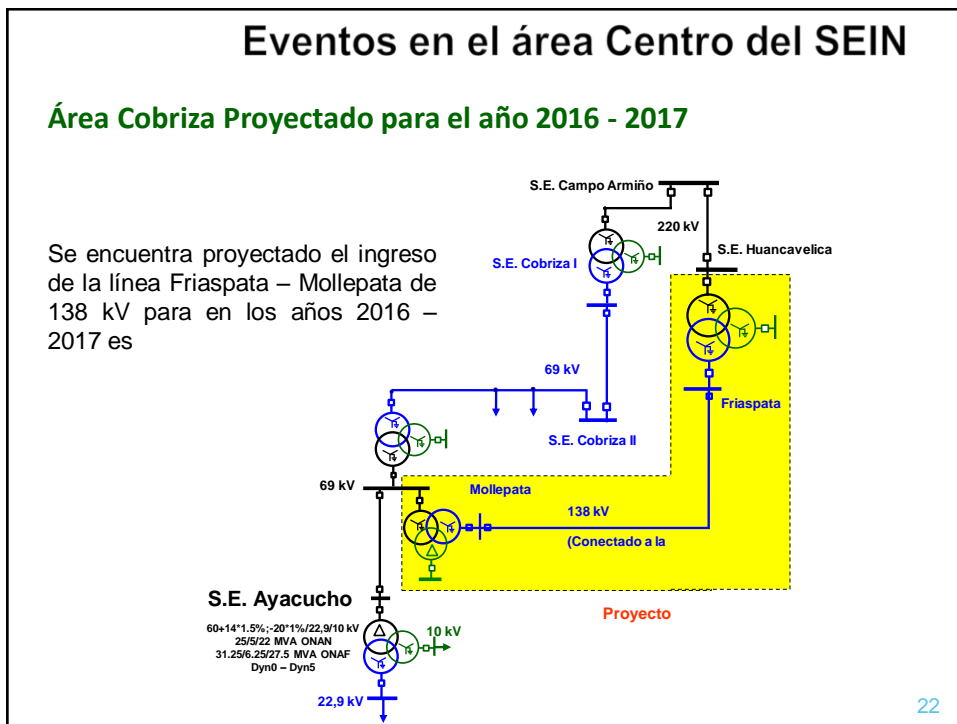 Eventos en el área Centro del SEIN
Área Cobriza Proyectado para el año 2016 - 2017
Se encuentra proyectado el ingreso
de la línea Friaspata – Mollepata de
138 kV para en los años 2016 –
2017 es
S.E. Campo Armiño
220 kV
S.E. Huancavelica
S.E. Cobriza I
69 kV
Friaspata
S.E. Cobriza II
69 kV
Mollepata
138 kV
(Conectado a la
S.E. Ayacucho
Proyecto
60+14*1.5%;-20*1%/22,9/10 kV
25/5/22 MVA ONAN
31.25/6.25/27.5 MVA ONAF
Dyn0 – Dyn5
10 kV
22,9 kV
22